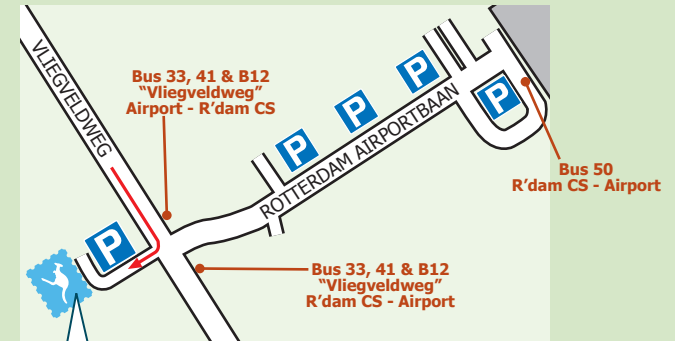 VLIEGVELDWEG
Bus 33, 41 & B12
“Vliegveldweg”
Airport - R’dam CS
P
P
P
P
ROTTERDAM AIRPORTBAAN
Bus 50
R’dam CS - Airport
P
Bus 33, 41 & B12
“Vliegveldweg”
R’dam CS - Airport